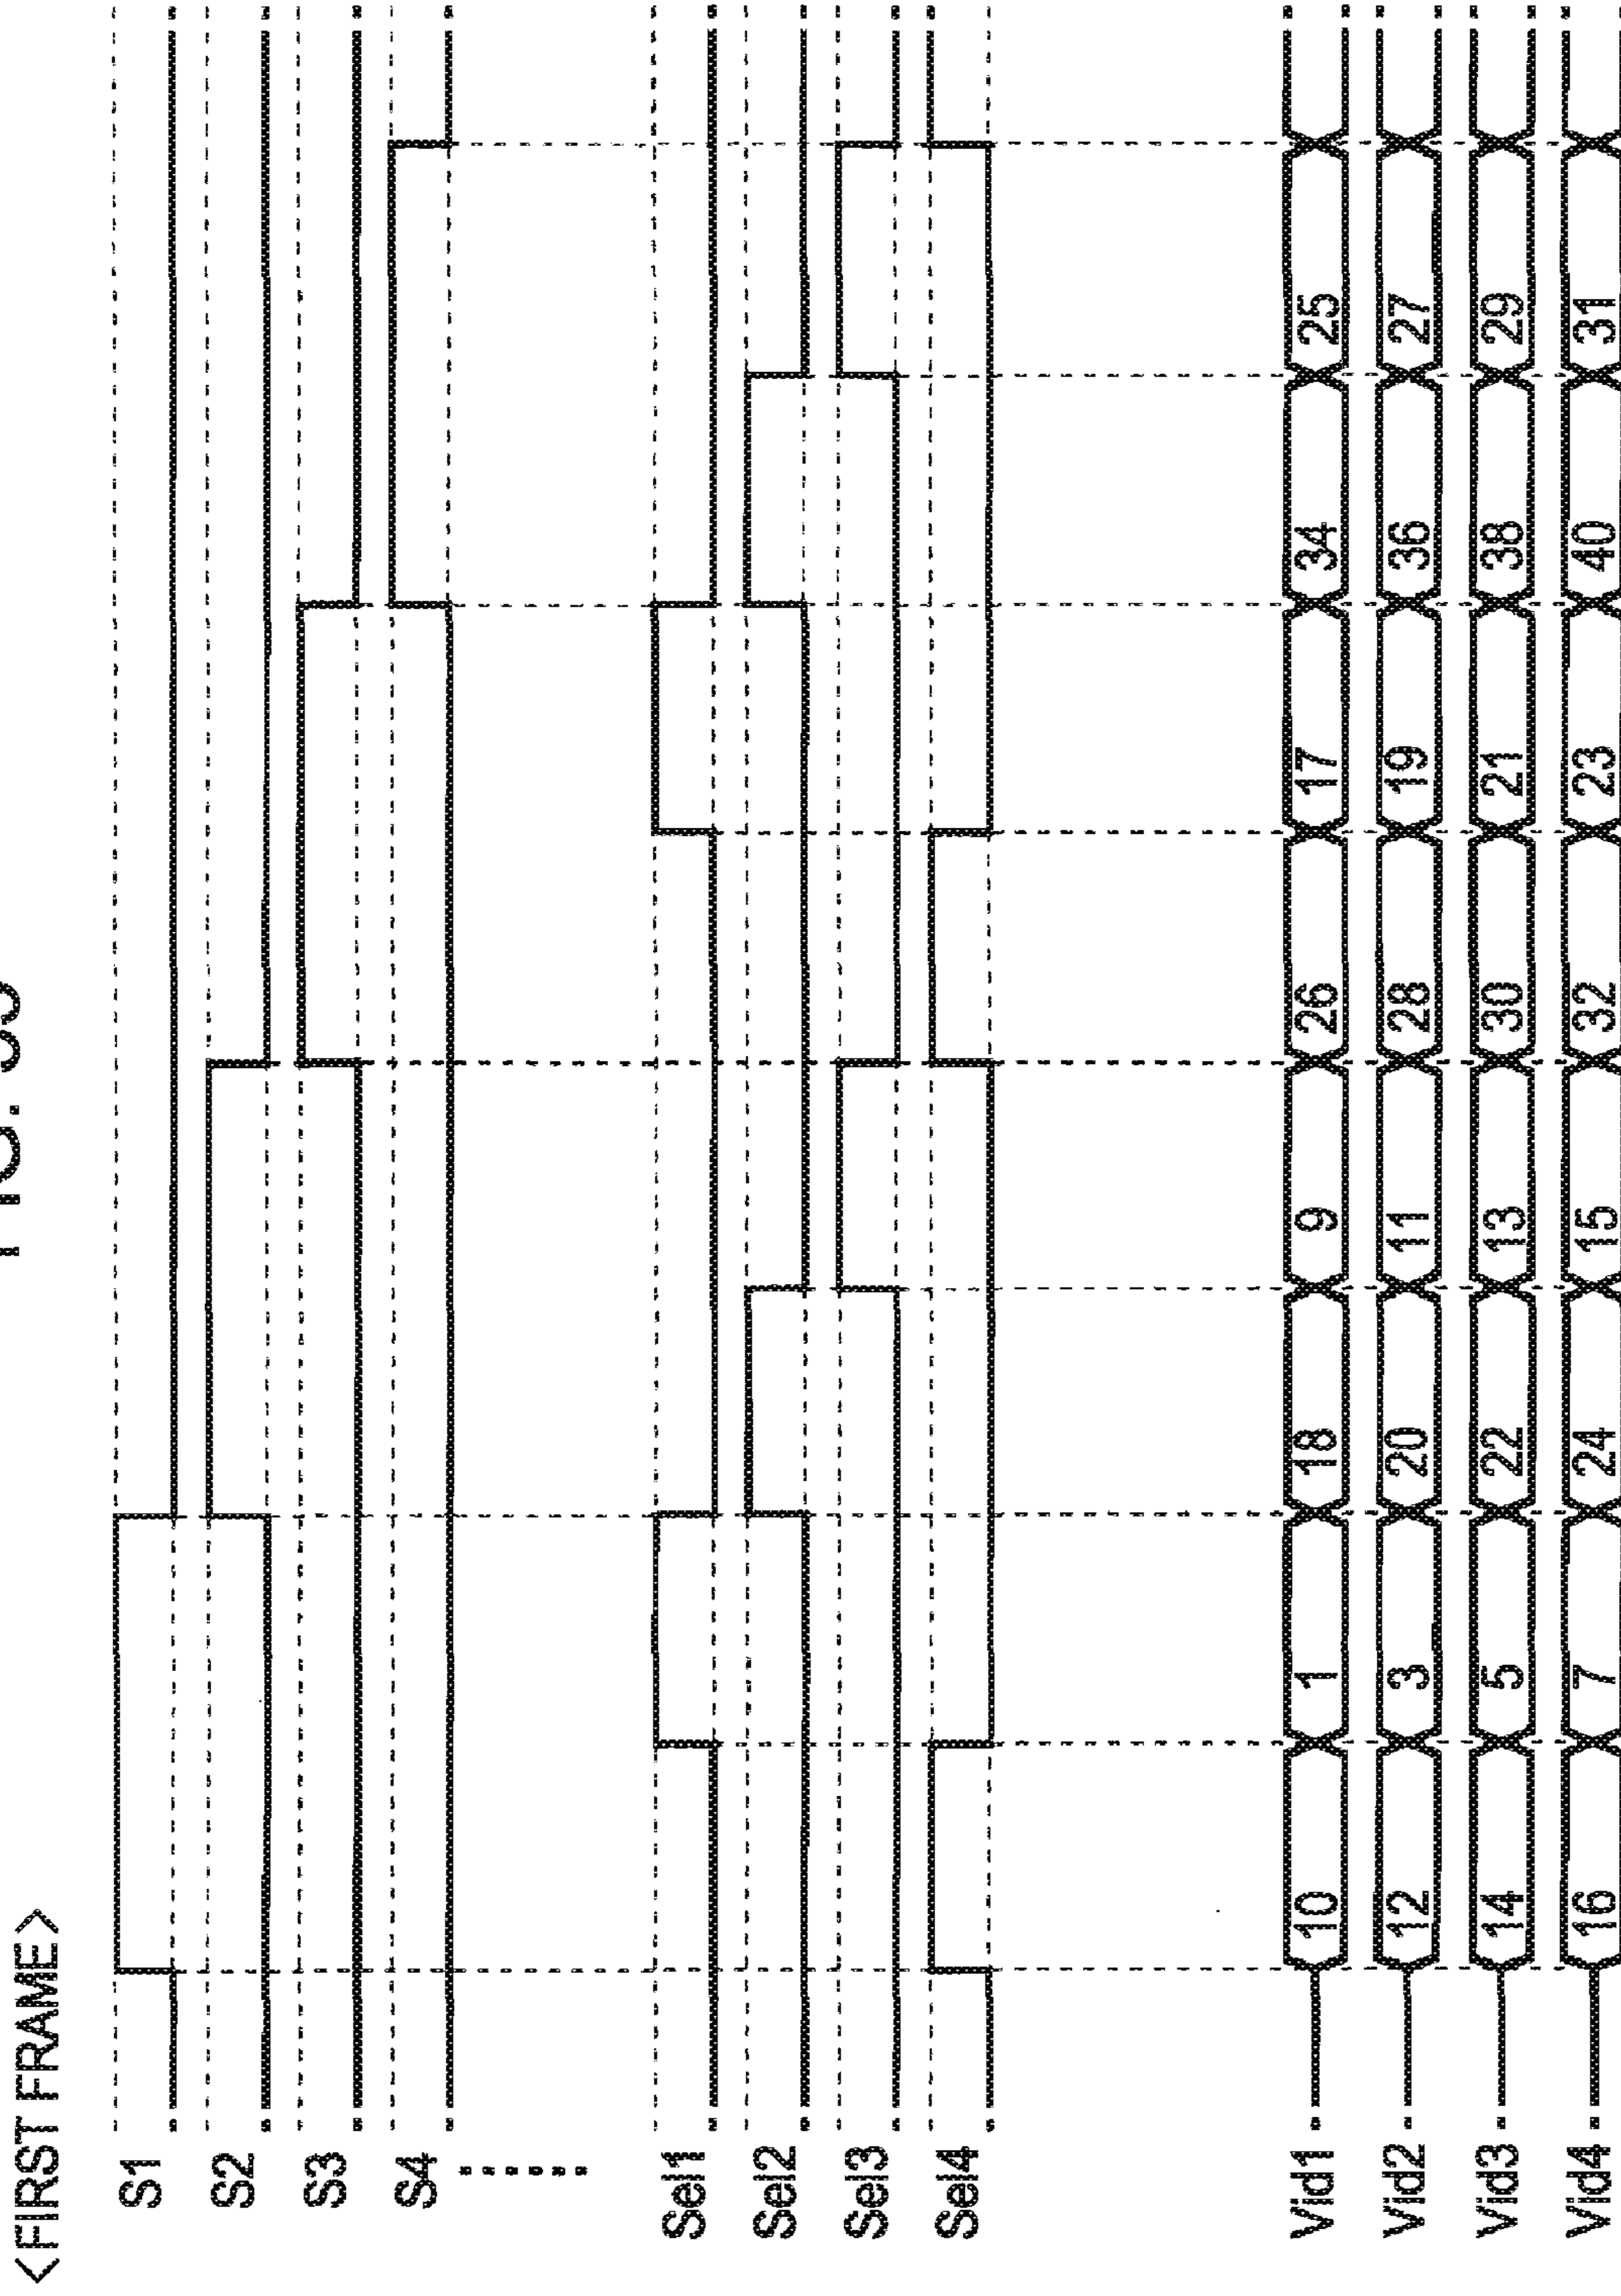 <FIRST FRAME>
S1
S2
S3
S4
Sel1
Sel2
Sel3
Sel4
Vid1 10 1 18 9 26 17 34 25
Vid2 12 3 20 11 28 19 36 27
Vid3 14 5 22 13 30 21 38 29
Vid4 16 7 24 15 32 23 40 31